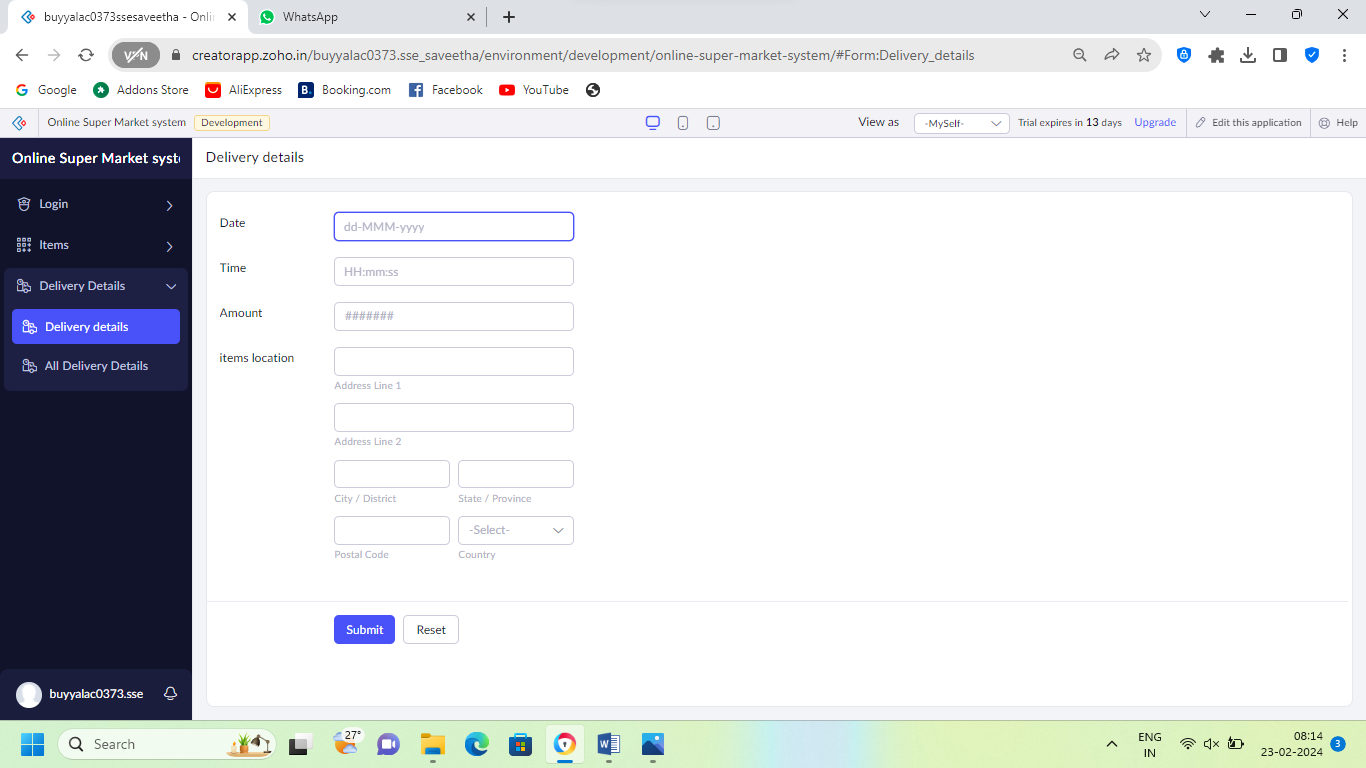 buyyalac0373ssesaveetha - Onli
WhatsApp
VPN
creatorapp.zoho.in/buyyalac0373.sse_saveetha/environment/development/online-super-market-system/#Form:Delivery_details
Google
Addons Store
AliExpress
B.
Booking.com
Facebook
YouTube
Online Super Market system
Development
View as
-MySelf-
Trial expires in 13 days
Upgrade
Edit this application
Help
Online Super Market syst
Delivery details
Login
Items
Delivery Details
Delivery details
All Delivery Details
Date
dd-MMM-yyyy
Time
HH:mm:ss
Amount
#######
items location
Address Line 1
Address Line 2
City / District
State / Province
-Select-
Postal Code
Country
Submit
Reset
buyyalac0373.sse
Search
27°
ENG
IN
08:14
23-02-2024
3